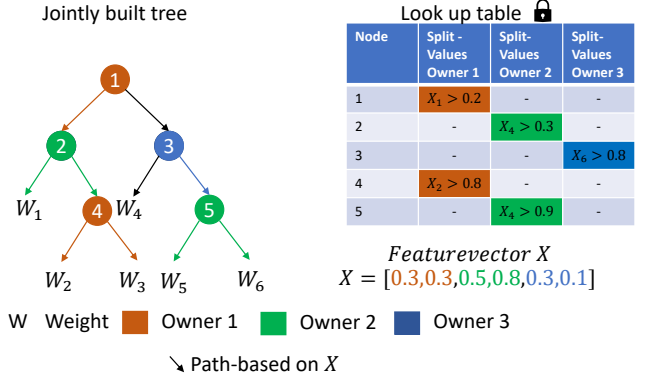 Jointly built tree
Look up table
1
2
3
4
5
W1
W4
W2
W3
W5
W6
Node Split - Values Owner 1 Split- Values Owner 2 Split- Values Owner 3
1 X1 > 0.2 - -
2 - X4 > 0.3 -
3 - - X6 > 0.8
4 X2 > 0.8 - -
5 - X4 > 0.9 -
Featurevector X
X = [0.3,0.3,0.5,0.8,0.3,0.1]
W Weight Owner 1 Owner 2 Owner 3
Path-based on X